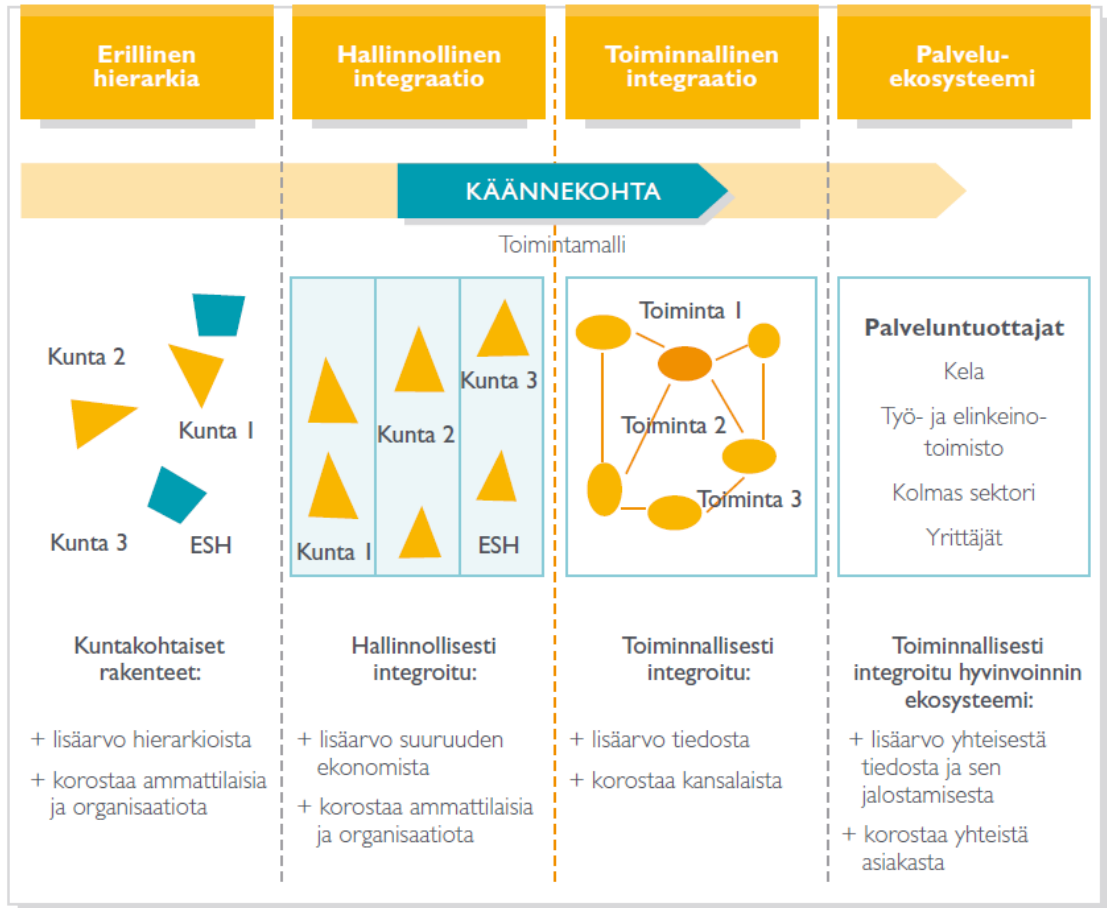 Erillinen
hierarkia
Hallinnollinen
integraatio
Toiminnallinen
integraatio
Palvelu-
ekosysteemi
KÄÄNNEKOHTA
Toimintamalli
Kunta 2
Kunta 1
Kunta 3
ESH
Kunta 3
Kunta 2
Kunta 1
ESH
Toiminta 1
Toiminta 2
Toiminta 3
Palveluntuottajat
Kela
Työ- ja elinkeino-
toimisto
Kolmas sektori
Yrittäjät
Kuntakohtaiset
rakenteet:
+ lisäarvo hierarkioista
+ korostaa ammattilaisia
ja organisaatiota
Hallinnollisesti
integroitu:
+ lisäarvo suuruuden
ekonomista
+ korostaa ammattilaisia
ja organisaatiota
Toiminnallisesti
integroitu:
+ lisäarvo tiedosta
+ korostaa kansalaista
Toiminnallisesti
integroitu hyvinvoinnin
ekosysteemi:
+ lisäarvo yhteisestä
tiedosta ja sen
jalostamisesta
+ korostaa yhteistä
asiakasta